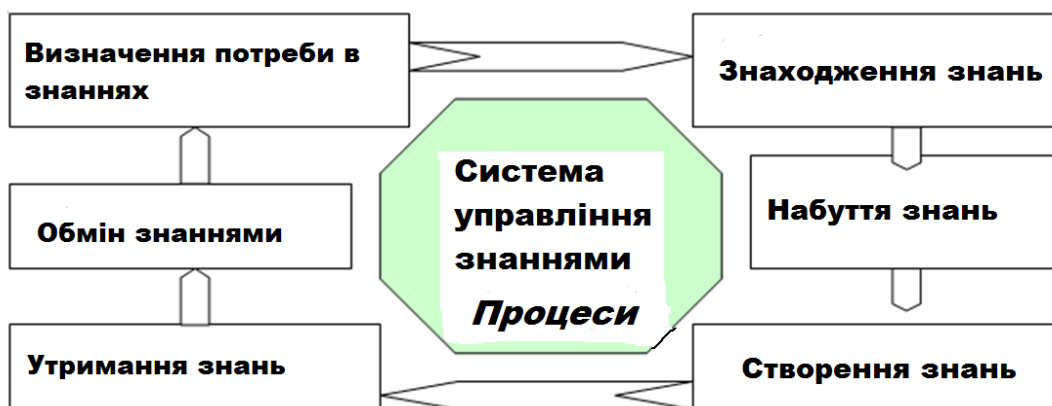 Визначення потреби в
знаннях
Знаходження знань
Система
управління
знаннями
Процеси
Обмін знаннями
Набуття знань
Утримання знань
Створення знань